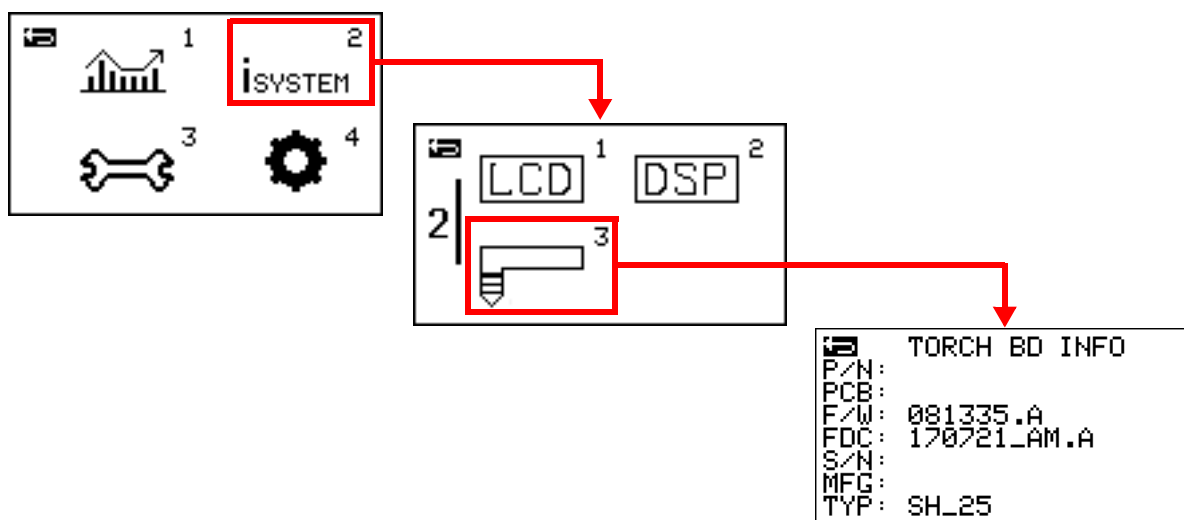 1
2
iSYSTEM
3
4
2
LCD 1
DSP 2
3
TORCH BD INFO
P/N:
PCB:
F/W: 081335.A
FDC: 170721_AM.A
S/N:
MFG:
TYP: SH_25